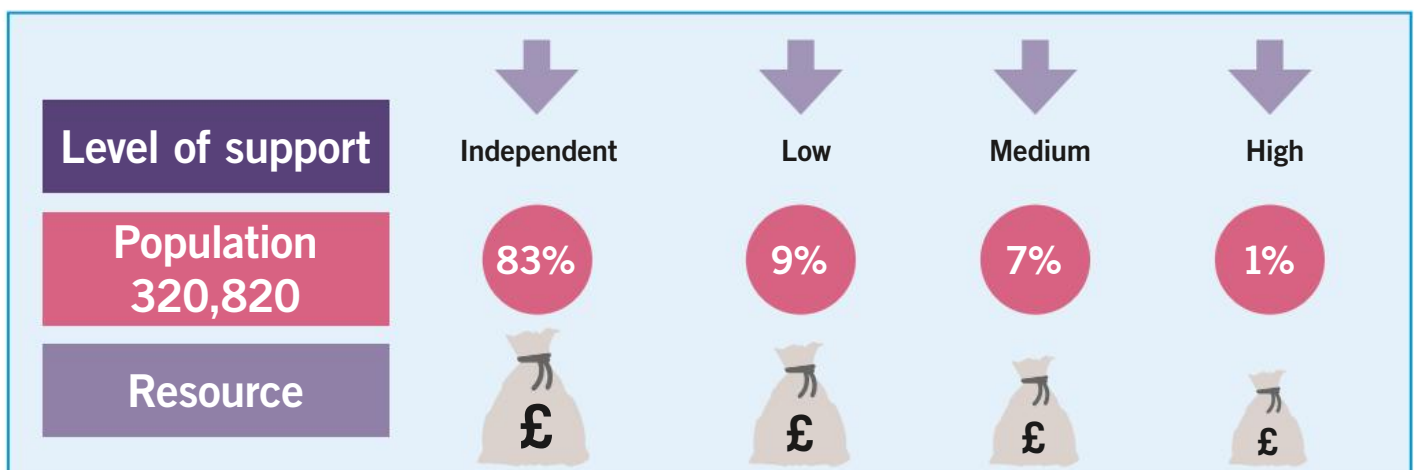 Level of support
Independent
Low
Medium
High
Population
320,820
83%
9%
7%
1%
Resource
£
£
£
£